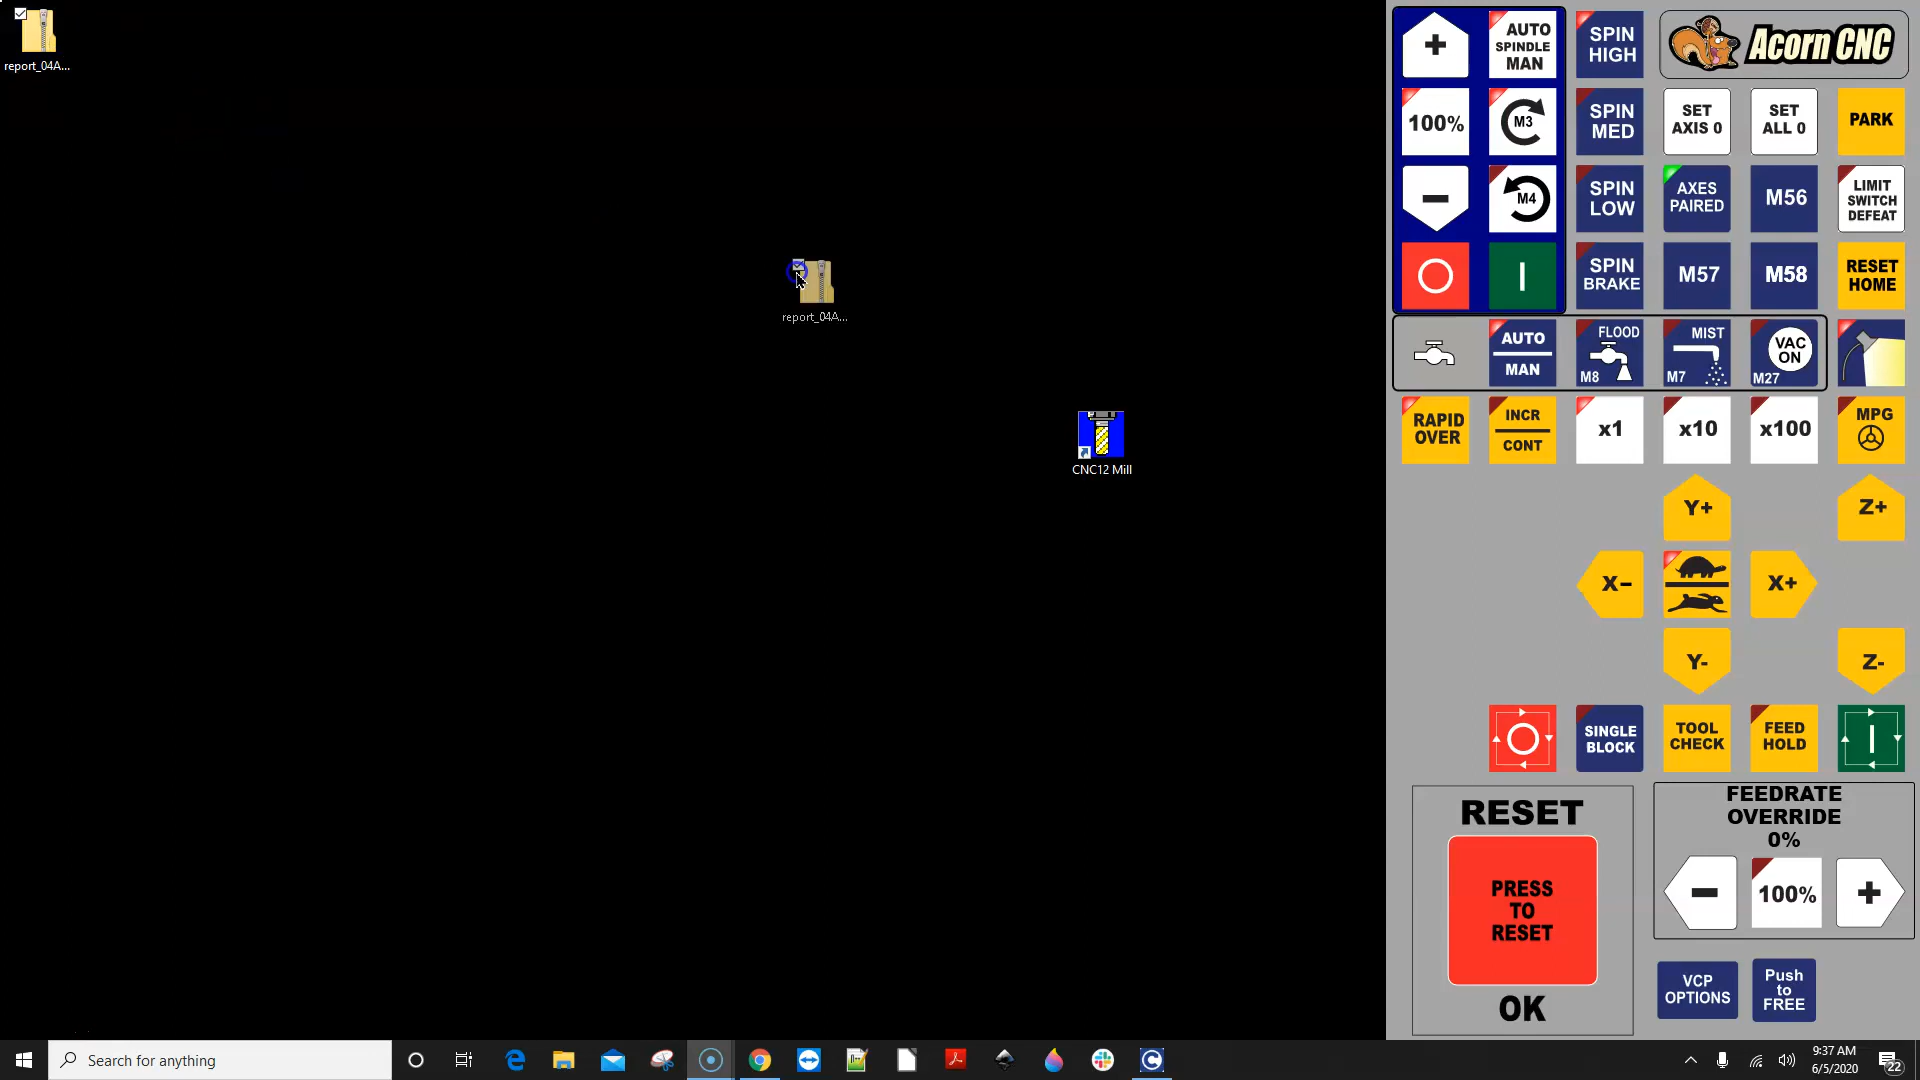 report_04A...
report_04A...
CNC12 Mill
+
AUTO
SPINDLE
MAN
SPIN
HIGH
Acorn CNC
100%
M3
SPIN
MED
SET
AXIS 0
SET
ALL 0
PARK
M4
SPIN
LOW
AXES
PAIRED
M56
LIMIT
SWITCH
DEFEAT
SPIN
BRAKE
M57
M58
RESET
HOME
AUTO
MAN
FLOOD
M8
MIST
M7
VAC
ON
M27
RAPID
OVER
INCR
CONT
x1
x10
x100
MPG
Y+
Z+
X-
X+
Y-
Z-
SINGLE
BLOCK
TOOL
CHECK
FEED
HOLD
RESET
PRESS
TO
RESET
OK
FEEDRATE
OVERRIDE
0%
100%
+
VCP
OPTIONS
Push
to
FREE
Search for anything
9:37 AM
6/5/2020
22